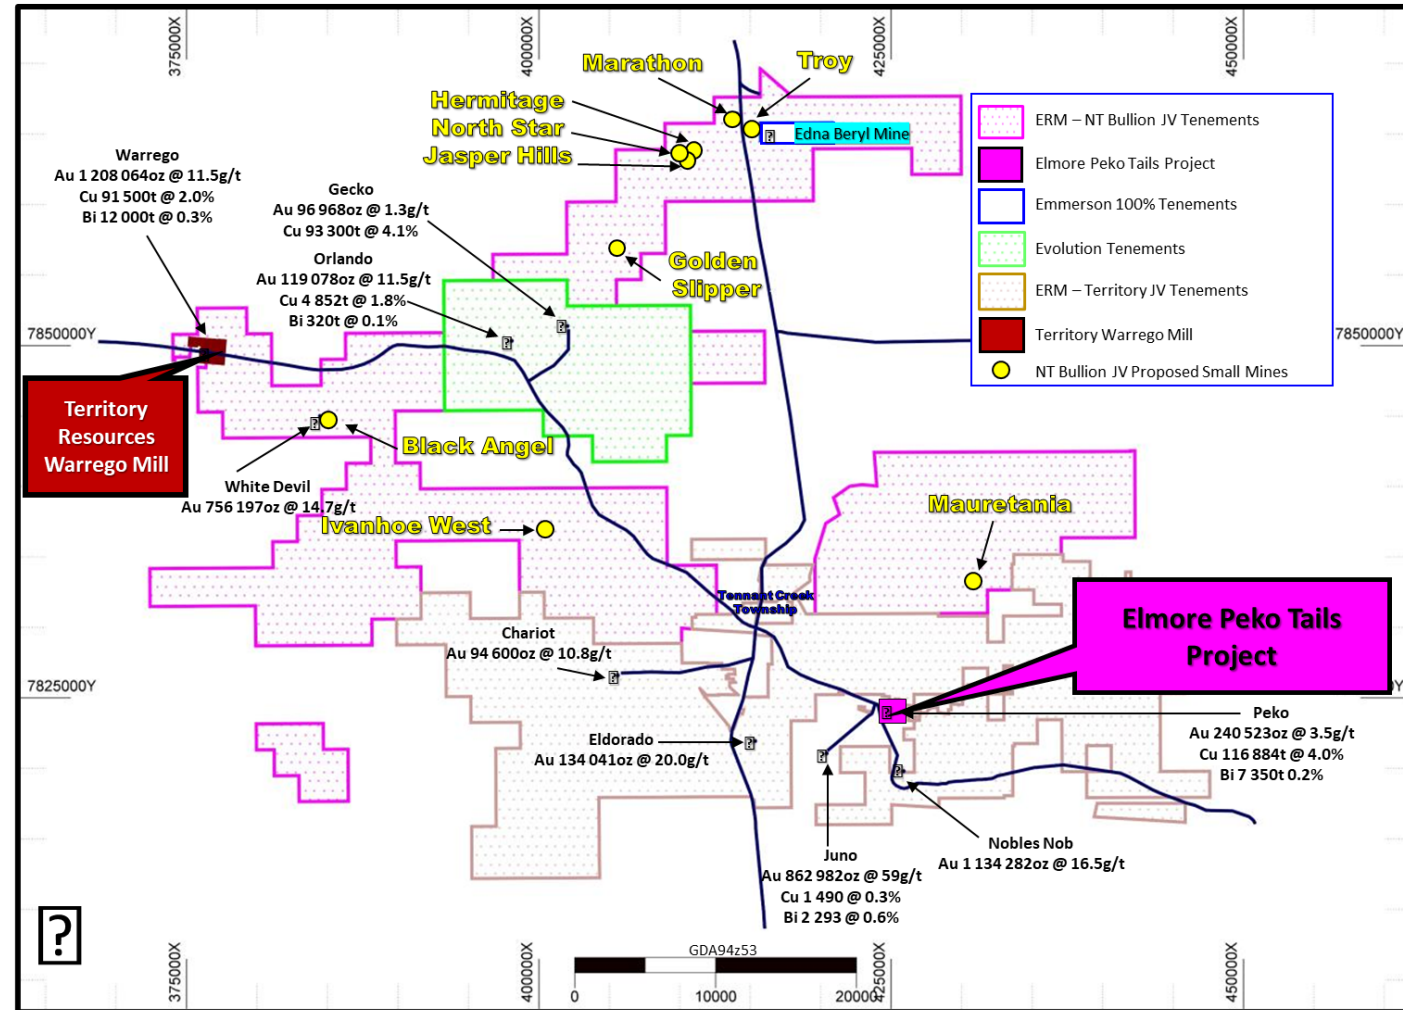 375000X
400000X
425000X
450000X
Marathon
Troy
Hermitage
North Star
Jasper Hills
Edna Beryl Mine
ERM – NT Bullion JV Tenements
Elmore Peko Tails Project
Emmerson 100% Tenements
Evolution Tenements
ERM – Territory JV Tenements
Territory Warrego Mill
NT Bullion JV Proposed Small Mines
Warrego
Au 1 208 064oz @ 11.5g/t
Cu 91 500t @ 2.0%
Bi 12 000t @ 0.3%
Gecko
Au 96 968oz @ 1.3g/t
Cu 93 300t @ 4.1%
Orlando
Au 119 078oz @ 11.5g/t
Cu 4 852t @ 1.8%
Bi 320t @ 0.1%
Golden
Slipper
7850000Y
7850000Y
Territory
Resources
Warrego Mill
Black Angel
White Devil
Au 756 197oz @ 14.7g/t
Ivanhoe West
Mauretania
Tennant Creek
Township
Elmore Peko Tails
Project
Chariot
Au 94 600oz @ 10.8g/t
7825000Y
Y
Eldorado
Au 134 041oz @ 20.0g/t
Peko
Au 240 523oz @ 3.5g/t
Cu 116 884t @ 4.0%
Bi 7 350t 0.2%
Juno
Au 862 982oz @ 59g/t
Cu 1 490 @ 0.3%
Bi 2 293 @ 0.6%
Nobles Nob
Au 1 134 282oz @ 16.5g/t
?
GDA94z53
0
10000
20000
375000X
400000X
425000X
450000X